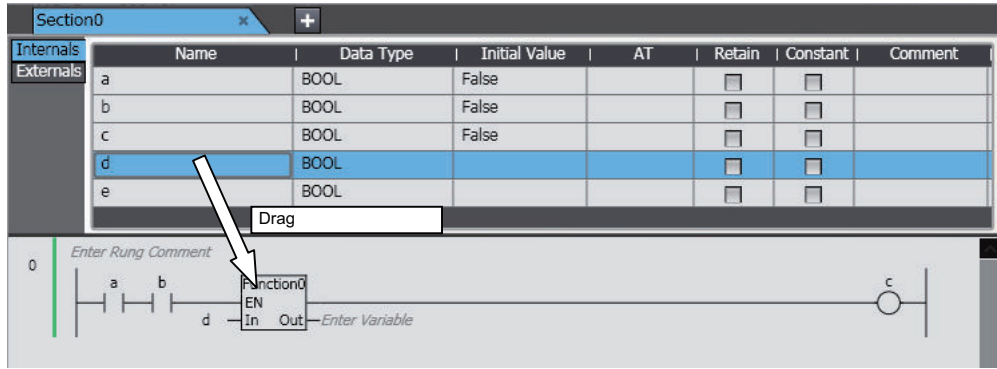 Section0 × +
Internals Name Data Type Initial Value AT Retain Constant Comment
Externals
a BOOL False
b BOOL False
c BOOL False
d BOOL
e BOOL
Drag
Enter Rung Comment
0
a b Function0 c
EN
d In Out Enter Variable